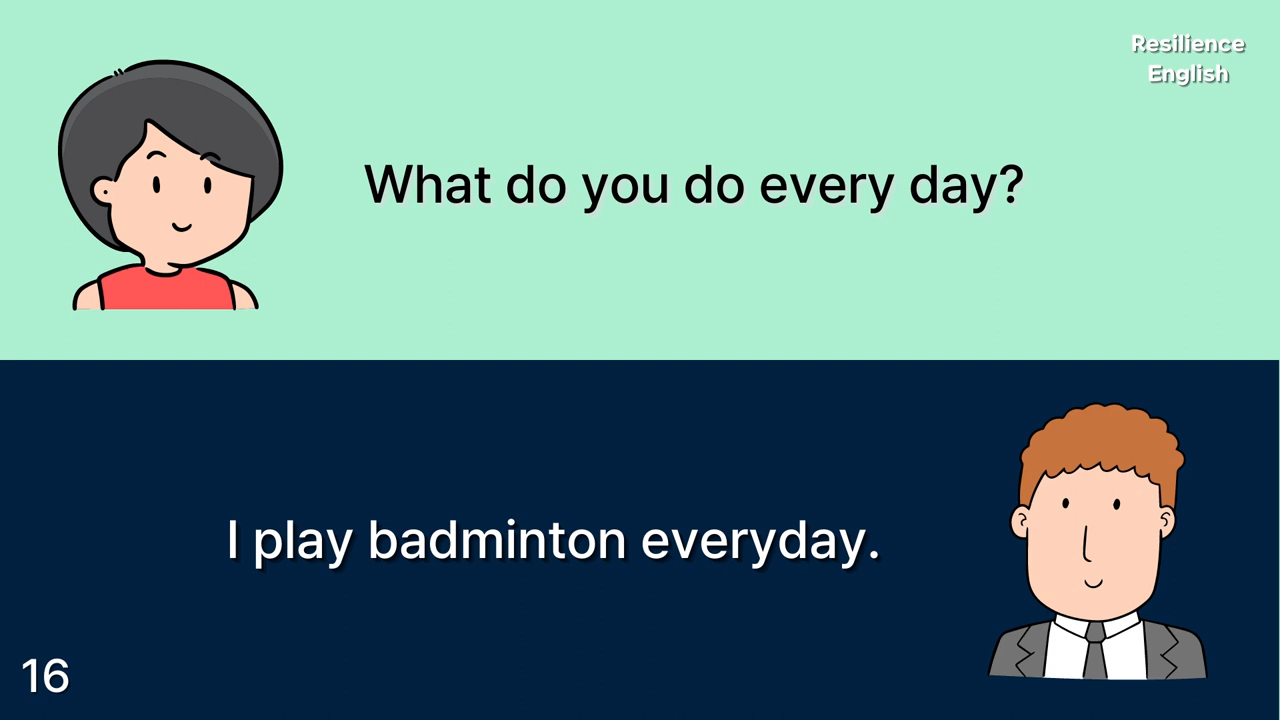 Resilience
English
What do you do every day?
I play badminton everyday.
16